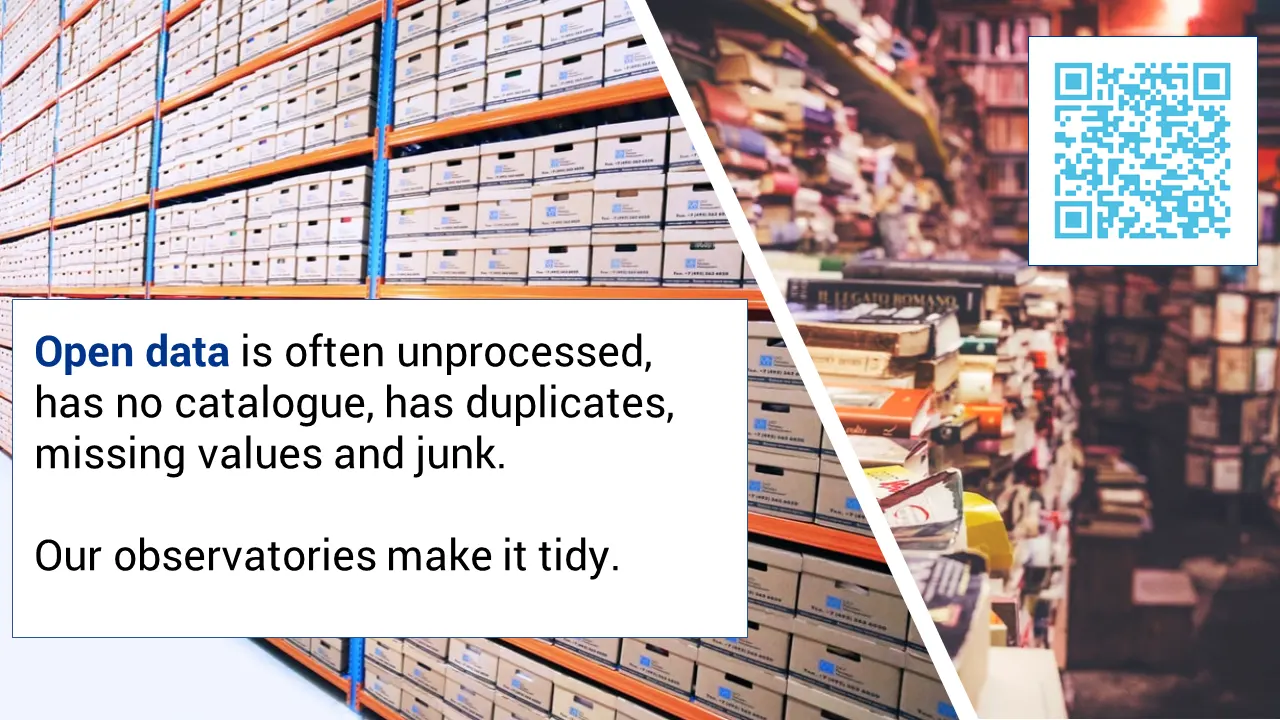 IL LEGATO ROMANO
Open data is often unprocessed,
has no catalogue, has duplicates,
missing values and junk.
Our observatories make it tidy.